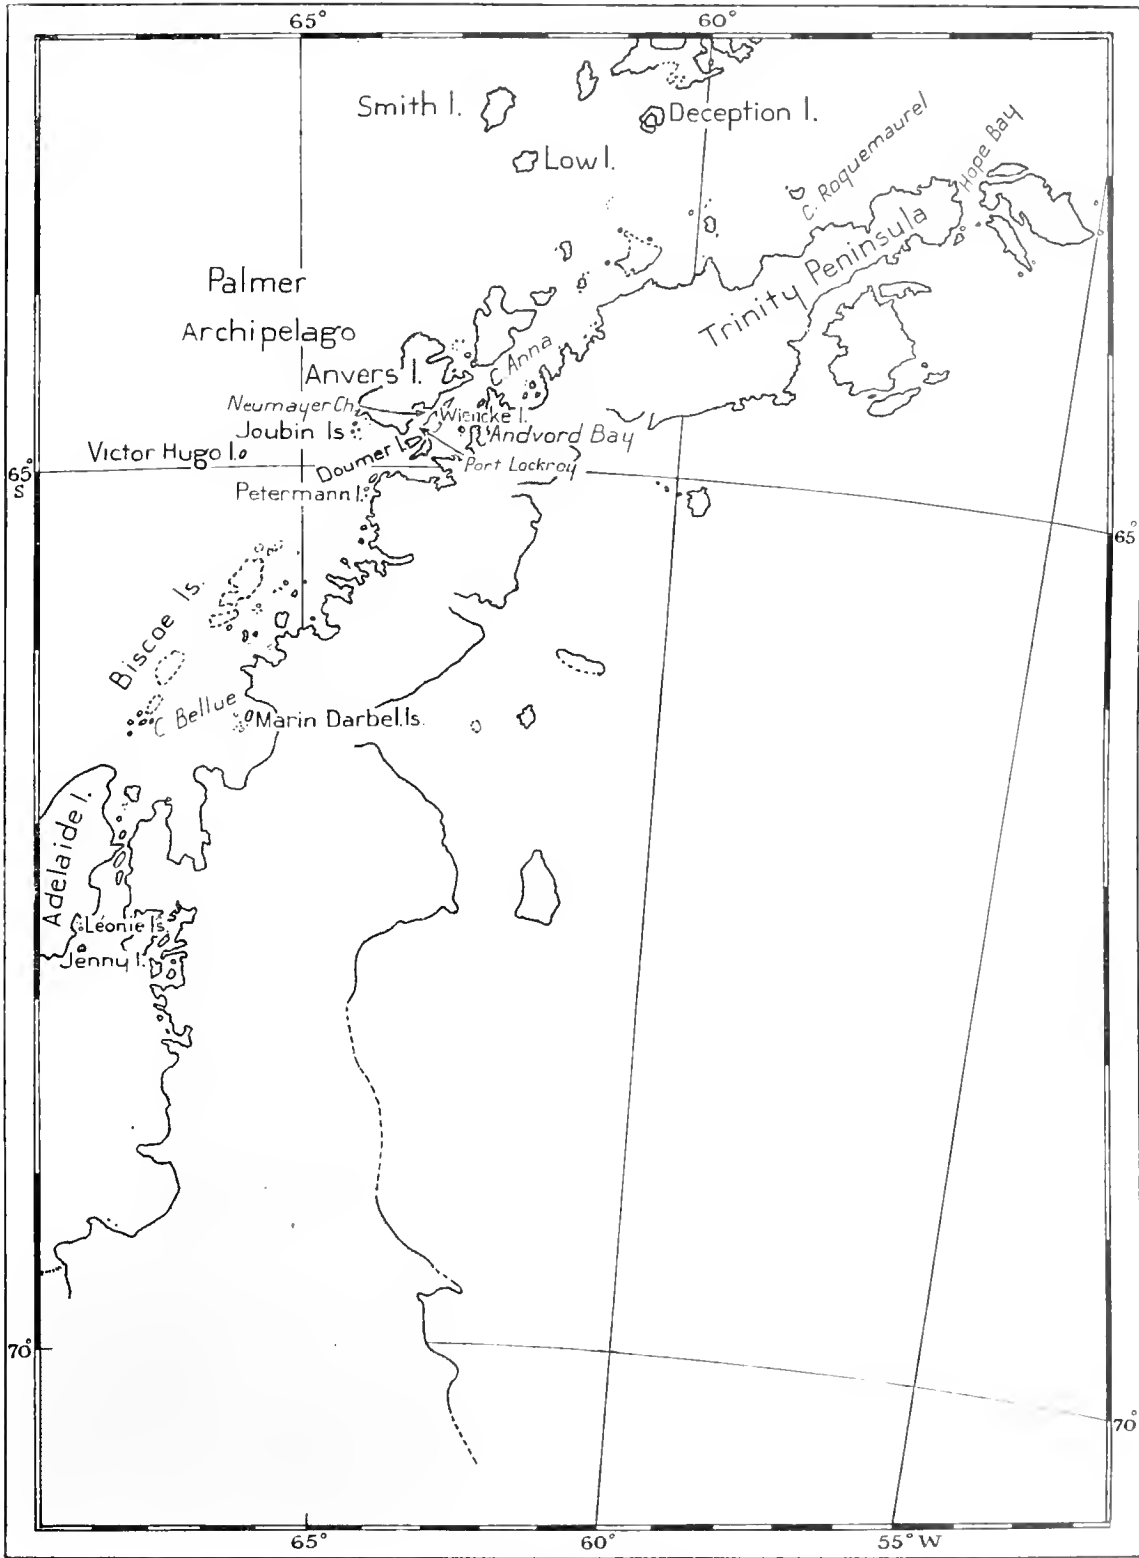 65° 60°
Smith I.
Deception I.
Low I.
C. Roquemaurel
Hope Bay
Trinity Peninsula
Palmer
Archipelago
Anvers I.
C Anna
Neumayer Ch.
Wiencke I.
Joubin Is
Andvord Bay
Victor Hugo I.
Doumer I.
Port Lockroy
65°
S
Petermann I.
65°
Biscoe Is.
C Bellue
Marin Darbel Is.
Adelaide I.
Léonie Is.
Jenny I.
70°
70°
65° 60° 55° W